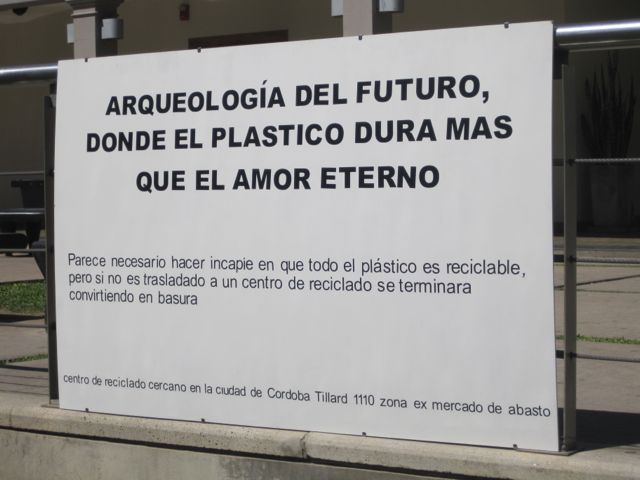 ARQUEOLOGÍA DEL FUTURO,
DONDE EL PLASTICO DURA MAS
QUE EL AMOR ETERNO
Parece necesario hacer incapie en que todo el plástico es reciclable,
pero si no es trasladado a un centro de reciclado se terminara
convirtiendo en basura
centro de reciclado cercano en la ciudad de Cordoba Tillard 1110 zona ex mercado de abasto